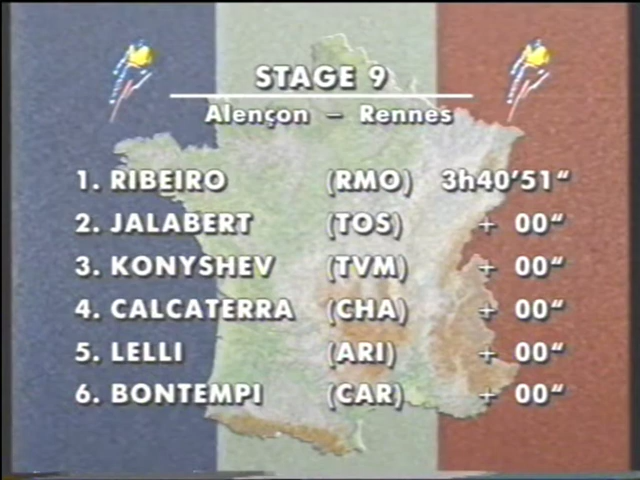 STAGE 9
Alençon – Rennes
1. RIBEIRO (RMO) 3h40'51"
2. JALABERT (TOS) + 00"
3. KONYSHEV (TVM) + 00"
4. CALCATERRA (CHA) + 00"
5. LELLI (ARI) + 00"
6. BONTEMPI (CAR) + 00"